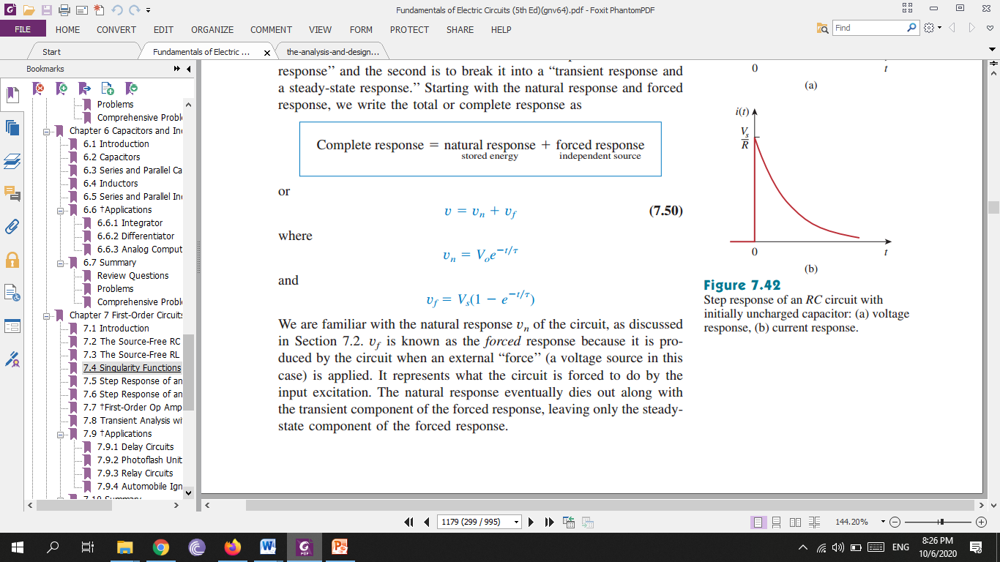 Fundamentals of Electric Circuits (5th Ed)(gnv64).pdf - Foxit PhantomPDF
FILE HOME CONVERT EDIT ORGANIZE COMMENT VIEW FORM PROTECT SHARE HELP
Find
Start
Fundamentals of Electric ... x
the-analysis-and-design...
Bookmarks
Problems
Comprehensive Proble
Chapter 6 Capacitors and Ind
6.1 Introduction
6.2 Capacitors
6.3 Series and Parallel Ca
6.4 Inductors
6.5 Series and Parallel Ind
6.6 †Applications
6.6.1 Integrator
6.6.2 Differentiator
6.6.3 Analog Comput
6.7 Summary
Review Questions
Problems
Comprehensive Proble
Chapter 7 First-Order Circuits
7.1 Introduction
7.2 The Source-Free RC
7.3 The Source-Free RL
7.4 Singularity Functions
7.5 Step Response of an
7.6 Step Response of an
7.7 †First-Order Op Amp
7.8 Transient Analysis wi
7.9 †Applications
7.9.1 Delay Circuits
7.9.2 Photoflash Unit
7.9.3 Relay Circuits
7.9.4 Automobile Ign
7.10 Summary
response” and the second is to break it into a “transient response and
a steady-state response.” Starting with the natural response and forced
response, we write the total or complete response as
Complete response = natural response + forced response
stored energy independent source
or
v = vₙ + v_f (7.50)
where
vₙ = Vₒe^−t/τ
and
v_f = Vₛ(1 − e^−t/τ)
We are familiar with the natural response vₙ of the circuit, as discussed
in Section 7.2. v_f is known as the forced response because it is pro-
duced by the circuit when an external “force” (a voltage source in this
case) is applied. It represents what the circuit is forced to do by the
input excitation. The natural response eventually dies out along with
the transient component of the forced response, leaving only the steady-
state component of the forced response.
0 t
(a)
i(t)
Vₛ
R
0 t
(b)
Figure 7.42
Step response of an RC circuit with
initially uncharged capacitor: (a) voltage
response, (b) current response.
1179 (299 / 995)
144.20%
ENG
8:26 PM
10/6/2020